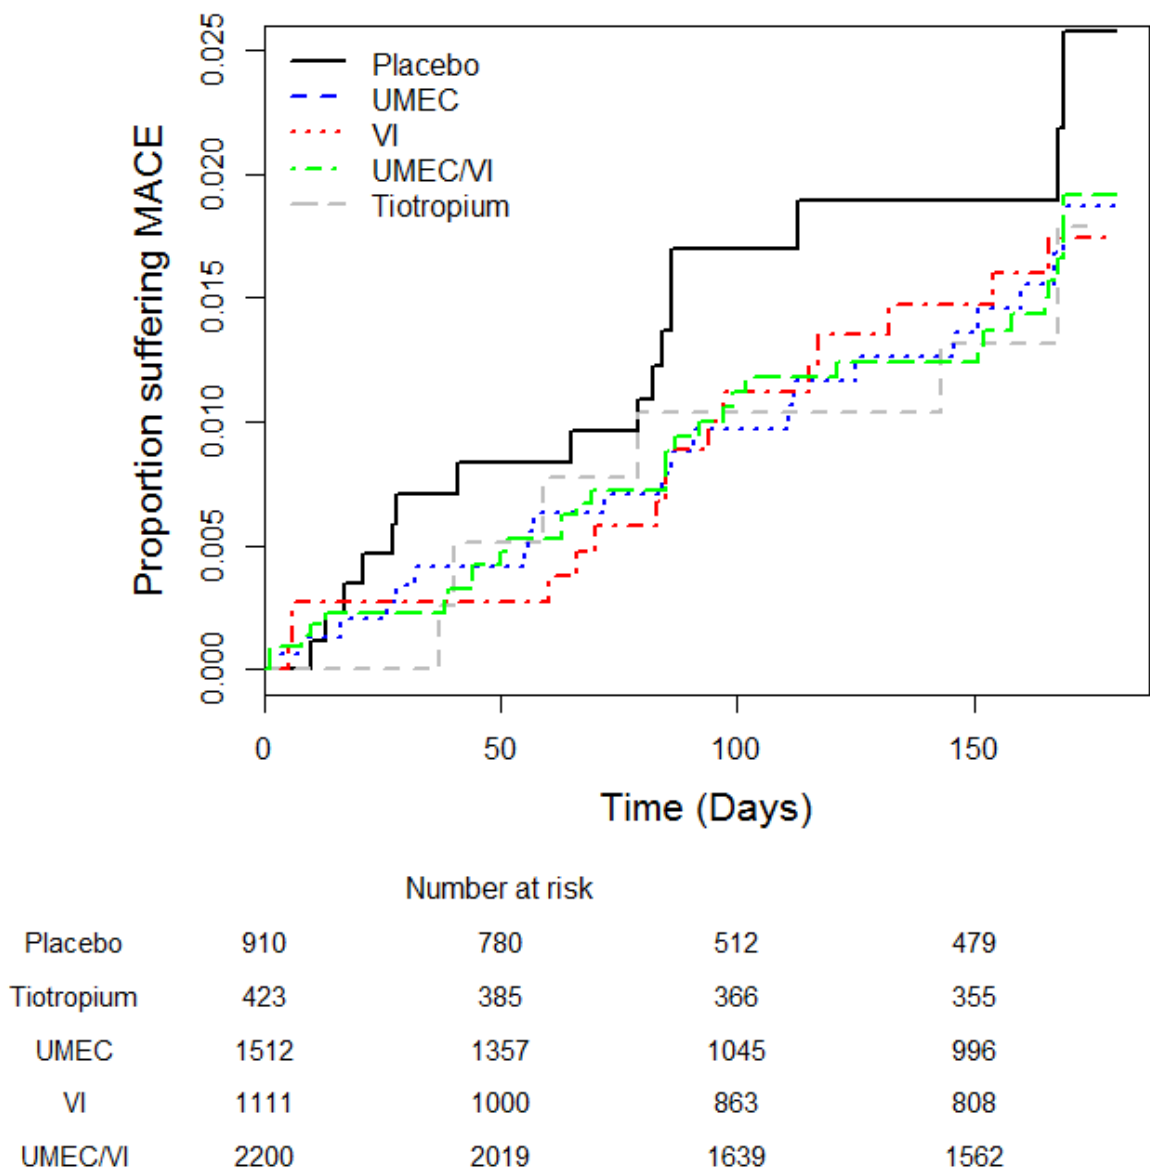 Proportion suffering MACE
0.025
0.020
0.015
0.010
0.005
0.000
Placebo
UMEC
VI
UMEC/VI
Tiotropium
0 50 100 150
Time (Days)
Number at risk
Placebo 910 780 512 479
Tiotropium 423 385 366 355
UMEC 1512 1357 1045 996
VI 1111 1000 863 808
UMEC/VI 2200 2019 1639 1562